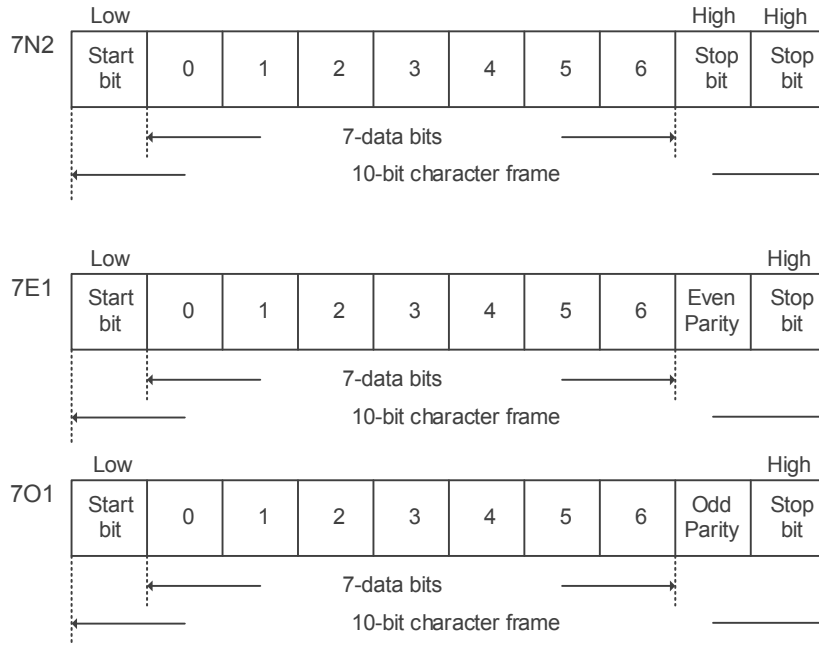 Low High High
7N2 Start bit 0 1 2 3 4 5 6 Stop bit Stop bit
7-data bits
10-bit character frame
Low High
7E1 Start bit 0 1 2 3 4 5 6 Even Parity Stop bit
7-data bits
10-bit character frame
Low High
7O1 Start bit 0 1 2 3 4 5 6 Odd Parity Stop bit
7-data bits
10-bit character frame